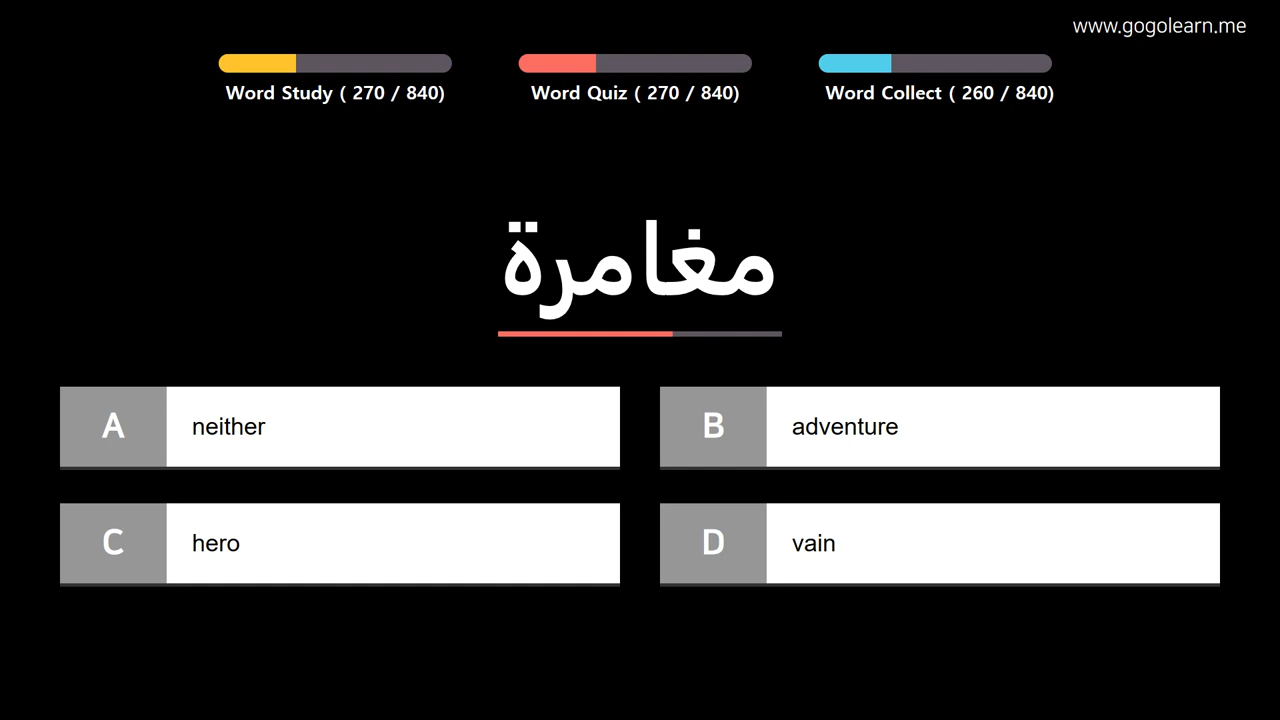 www.gogolearn.me
Word Study ( 270 / 840)
Word Quiz ( 270 / 840)
Word Collect ( 260 / 840)
مغامرة
A neither
B adventure
C hero
D vain